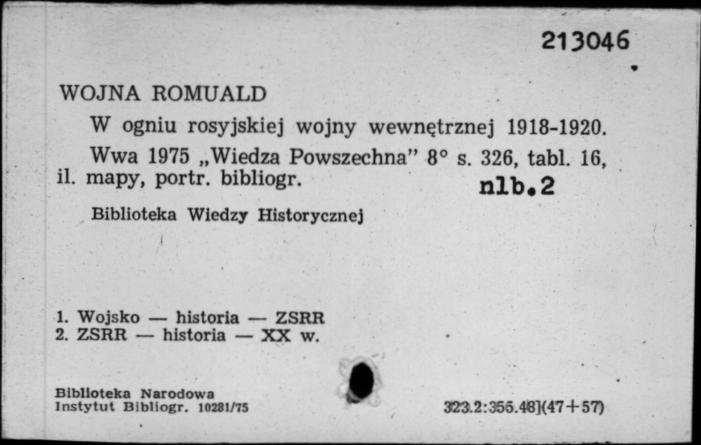 213046
WOJNA ROMUALD
W ogniu rosyjskiej wojny wewnętrznej 1918-1920.
Wwa 1975 „Wiedza Powszechna” 8° s. 326, tabl. 16,
il. mapy, portr. bibliogr. nlb.2
Biblioteka Wiedzy Historycznej
1. Wojsko — historia — ZSRR
2. ZSRR — historia — XX w.
Biblioteka Narodowa
Instytut Bibliogr. 10281/75 323.2:355.48](47+57)